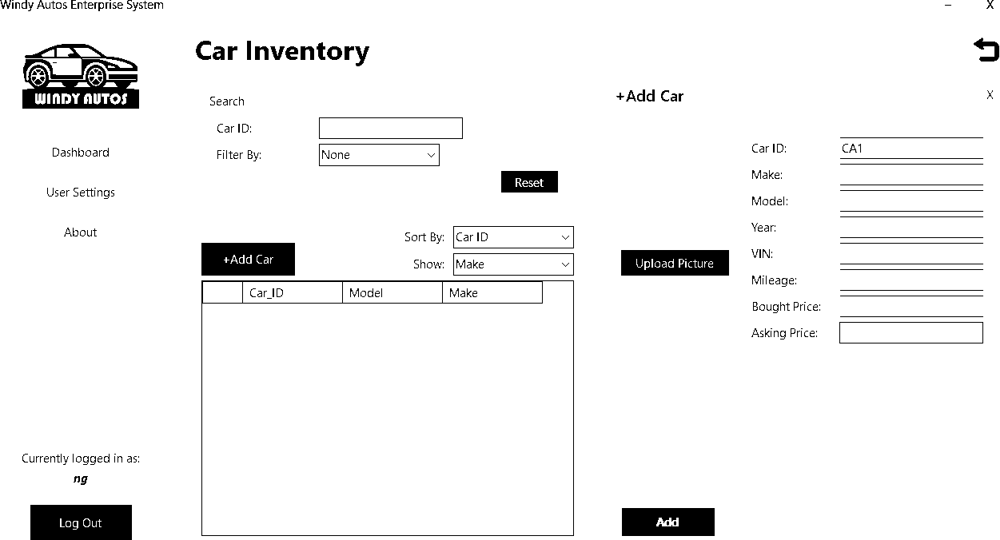 Windy Autos Enterprise System
– X
WINDY AUTOS
Dashboard
User Settings
About
Currently logged in as:
ng
Log Out
Car Inventory
Search
Car ID:
Filter By: None
Reset
Sort By: Car ID
+Add Car
Show: Make
Car_ID Model Make
+Add Car X
Upload Picture
Car ID: CA1
Make:
Model:
Year:
VIN:
Mileage:
Bought Price:
Asking Price:
Add